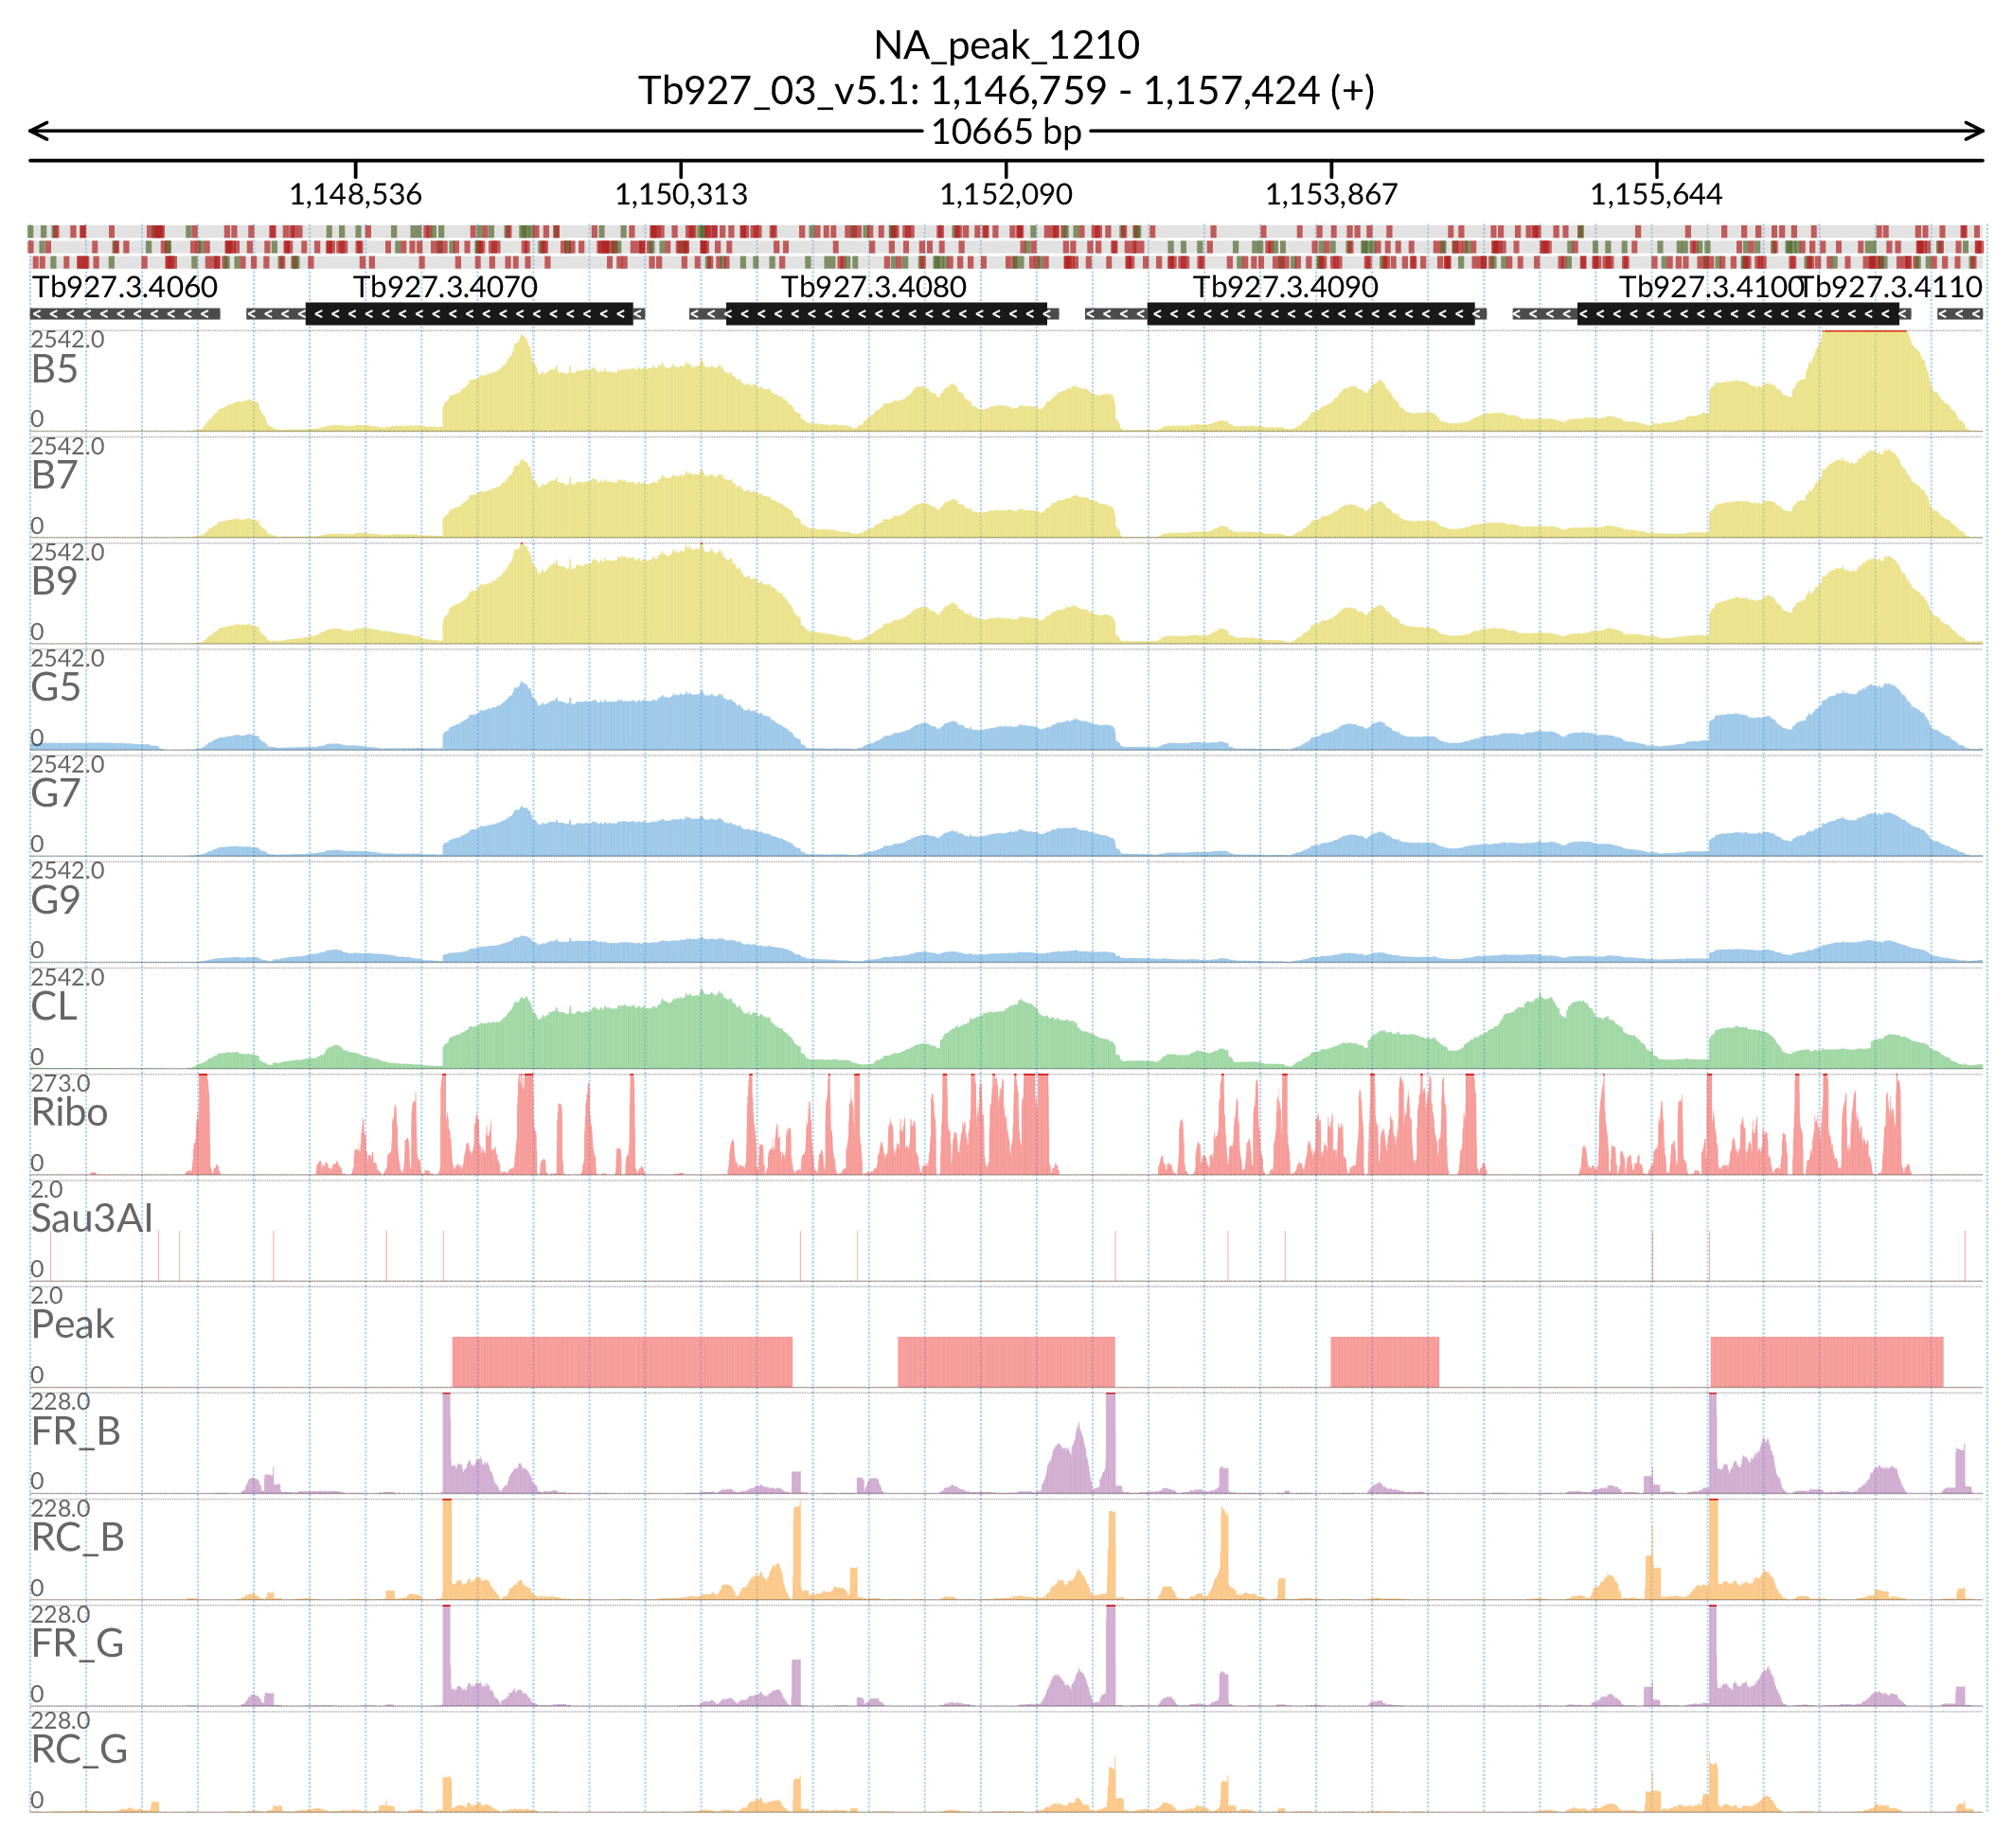 NA_peak_1210
Tb927_03_v5.1: 1,146,759 - 1,157,424 (+)
10665 bp
1,148,536 1,150,313 1,152,090 1,153,867 1,155,644
Tb927.3.4060 Tb927.3.4070 Tb927.3.4080 Tb927.3.4090 Tb927.3.4100 Tb927.3.4110
2542.0
B5
0
2542.0
B7
0
2542.0
B9
0
2542.0
G5
0
2542.0
G7
0
2542.0
G9
0
2542.0
CL
0
273.0
Ribo
0
2.0
Sau3AI
0
2.0
Peak
0
228.0
FR_B
0
228.0
RC_B
0
228.0
FR_G
0
228.0
RC_G
0